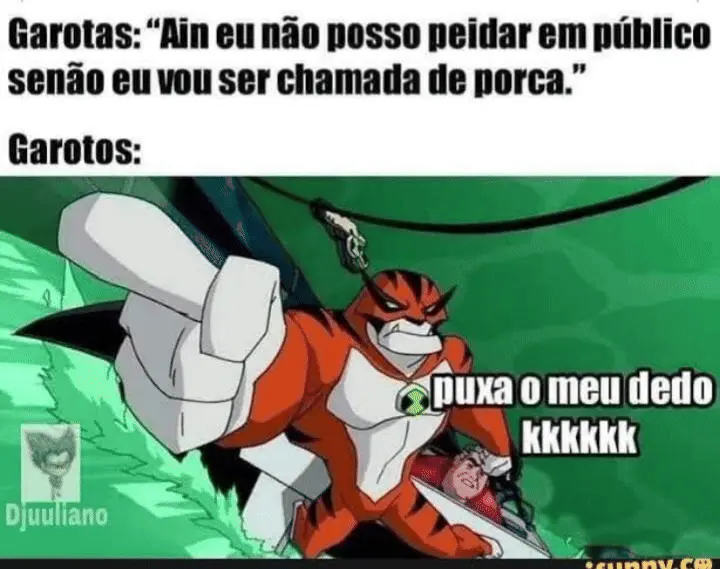 Garotas: “Ain eu não posso peidar em público
senão eu vou ser chamada de porca.”
Garotos:
puxa o meu dedo
kkkkkk
Djuuliano
ifunny.co